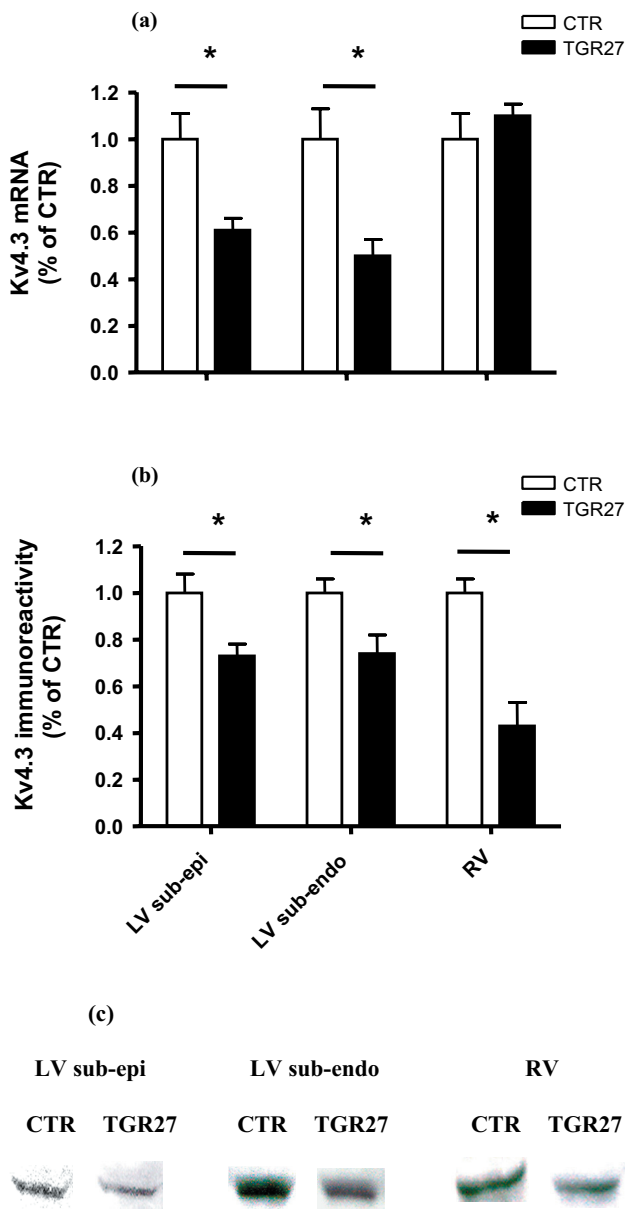 (a)
CTR
TGR27
* *
1.2
1.0
0.8
0.6
0.4
0.2
0.0
Kv4.3 mRNA
(% of CTR)
(b)
CTR
TGR27
* * *
1.2
1.0
0.8
0.6
0.4
0.2
0.0
Kv4.3 immunoreactivity
(% of CTR)
LV sub-epi
LV sub-endo
RV
(c)
LV sub-epi LV sub-endo RV
CTR TGR27 CTR TGR27 CTR TGR27